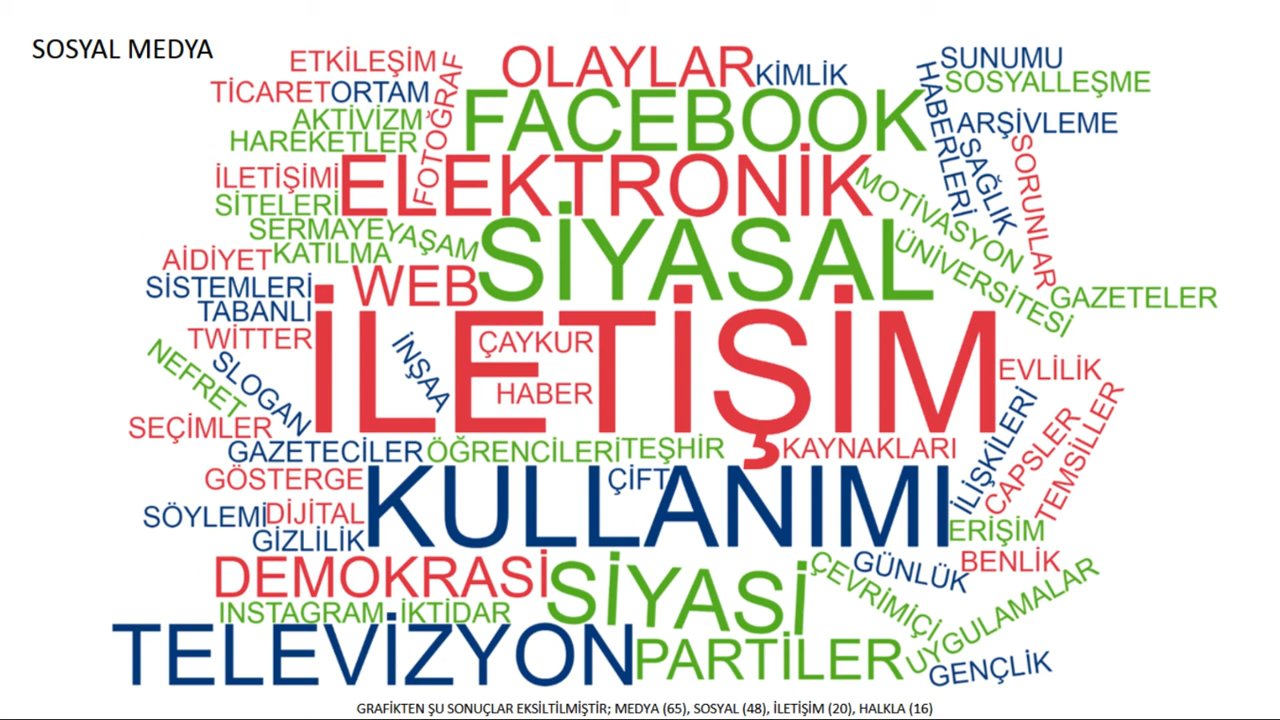 SOSYAL MEDYA
ETKİLEŞİM
OLAYLAR
KİMLİK
SUNUMU
SOSYALLEŞME
TİCARET
ORTAM
FOTOĞRAF
FACEBOOK
HABERLERİ
ARŞİVLEME
AKTİVİZM
HAREKETLER
SAĞLIK
SORUNLAR
İLETİŞİMİ
ELEKTRONİK
MOTİVASYON
SİTELERİ
SERMAYE
YAŞAM
SİYASAL
ÜNİVERSİTESİ
KATILMA
AİDİYET
WEB
SİSTEMLERİ
GAZETELER
TABANLI
İLETİŞİM
TWİTTER
İNŞAA
ÇAYKUR
NEFRET
SLOGAN
HABER
EVLİLİK
SEÇİMLER
GAZETECİLER
ÖĞRENCİLERİ
TEŞHİR
KAYNAKLARI
İLİŞKİLERİ
CAPSLER
TEMSİLLER
GÖSTERGE
KULLANIMI
ÇİFT
SÖYLEMİ
DİJİTAL
GİZLİLİK
ERİŞİM
DEMOKRASİ
SİYASİ
ÇEVRİMİÇİ
GÜNLÜK
BENLİK
INSTAGRAM
İKTİDAR
UYGULAMALAR
TELEVİZYON
PARTİLER
GENÇLİK
GRAFİKTEN ŞU SONUÇLAR EKSİLTİLMİŞTİR; MEDYA (65), SOSYAL (48), İLETİŞİM (20), HALKLA (16)